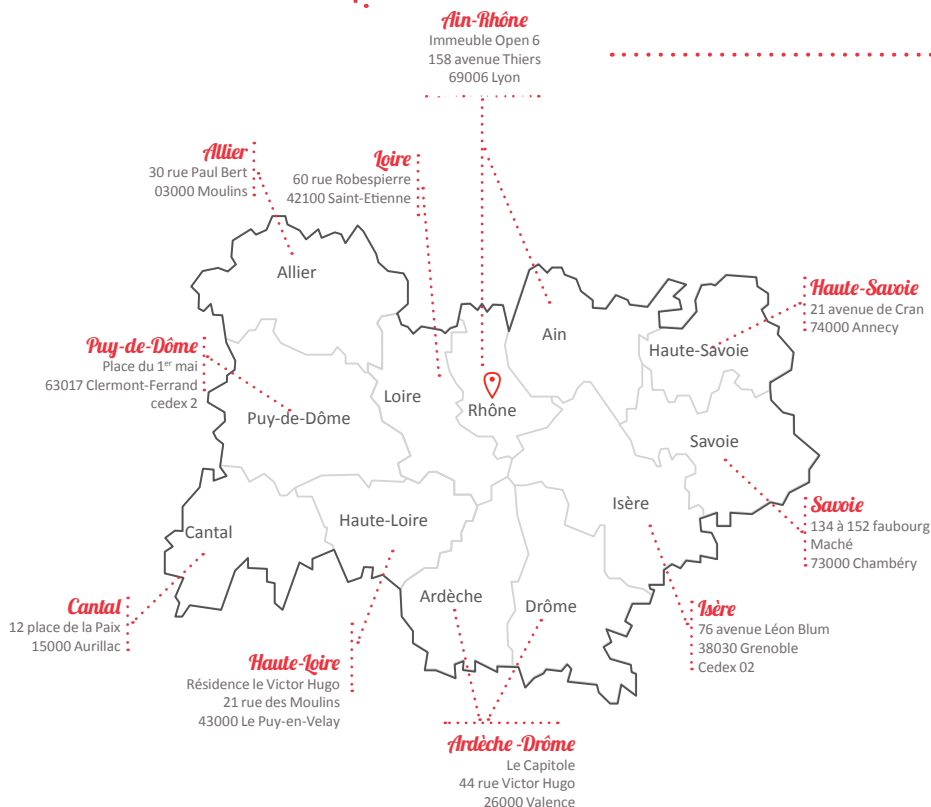 Ain-Rhône
Immeuble Open 6
158 avenue Thiers
69006 Lyon
Allier
30 rue Paul Bert
03000 Moulins
Loire
60 rue Robespierre
42100 Saint-Etienne
Haute-Savoie
21 avenue de Cran
74000 Annecy
Puy-de-Dôme
Place du 1er mai
63017 Clermont-Ferrand
cedex 2
Allier
Ain
Haute-Savoie
Loire
Rhône
Puy-de-Dôme
Savoie
Isère
Haute-Loire
Cantal
Ardèche
Drôme
Savoie
134 à 152 faubourg
Maché
73000 Chambéry
Cantal
12 place de la Paix
15000 Aurillac
Isère
76 avenue Léon Blum
38030 Grenoble
Cedex 02
Haute-Loire
Résidence le Victor Hugo
21 rue des Moulins
43000 Le Puy-en-Velay
Ardèche -Drôme
Le Capitole
44 rue Victor Hugo
26000 Valence